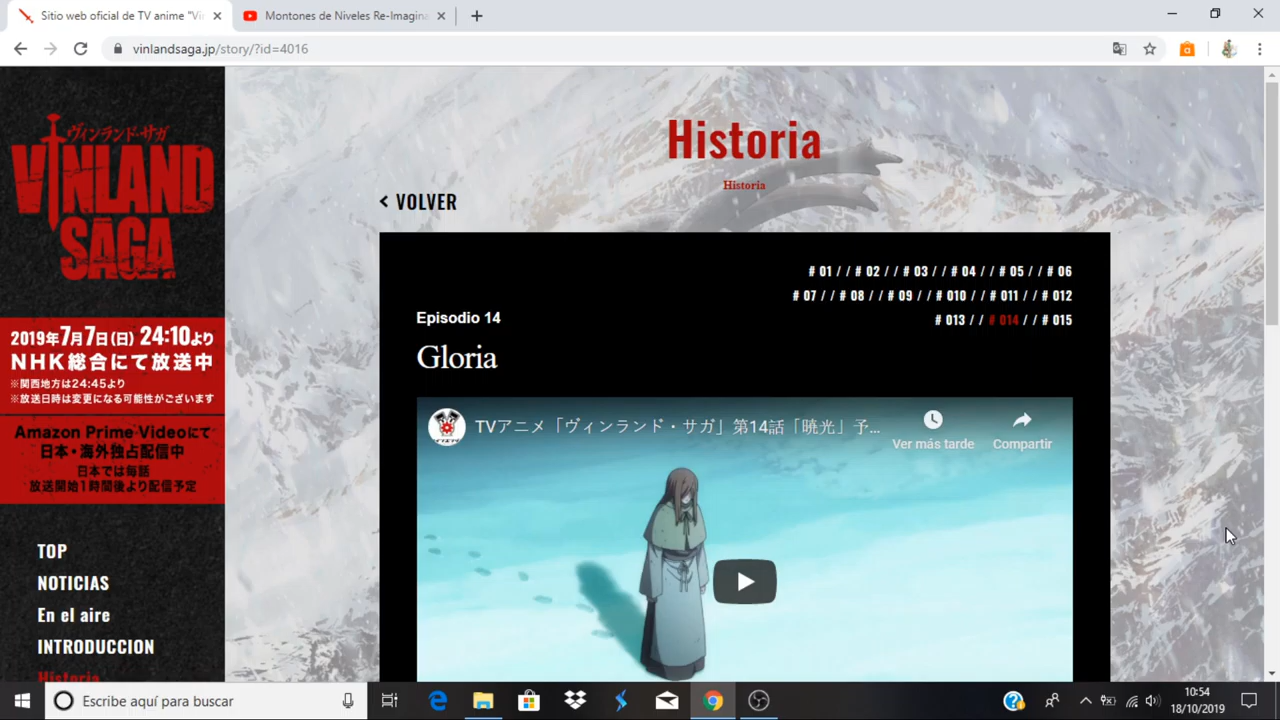 Sitio web oficial de TV anime "Vin
Montones de Niveles Re-Imagina
vinlandsaga.jp/story/?id=4016
ヴィンランド・サガ
VINLAND
SAGA
2019年7月7日(日) 24:10より
NHK総合にて放送中
※関西地方は24:45より
※放送日時は変更になる可能性がございます
Amazon Prime Videoにて
日本・海外独占配信中
日本では毎話
放送開始1時間後より配信予定
TOP
NOTICIAS
En el aire
INTRODUCCION
Historia
Historia
Historia
< VOLVER
# 01 / / # 02 / / # 03 / / # 04 / / # 05 / / # 06
# 07 / / # 08 / / # 09 / / # 010 / / # 011 / / # 012
# 013 / / # 014 / / # 015
Episodio 14
Gloria
TVアニメ「ヴィンランド・サガ」第14話「暁光」予...
Ver más tarde
Compartir
Escribe aquí para buscar
10:54
18/10/2019